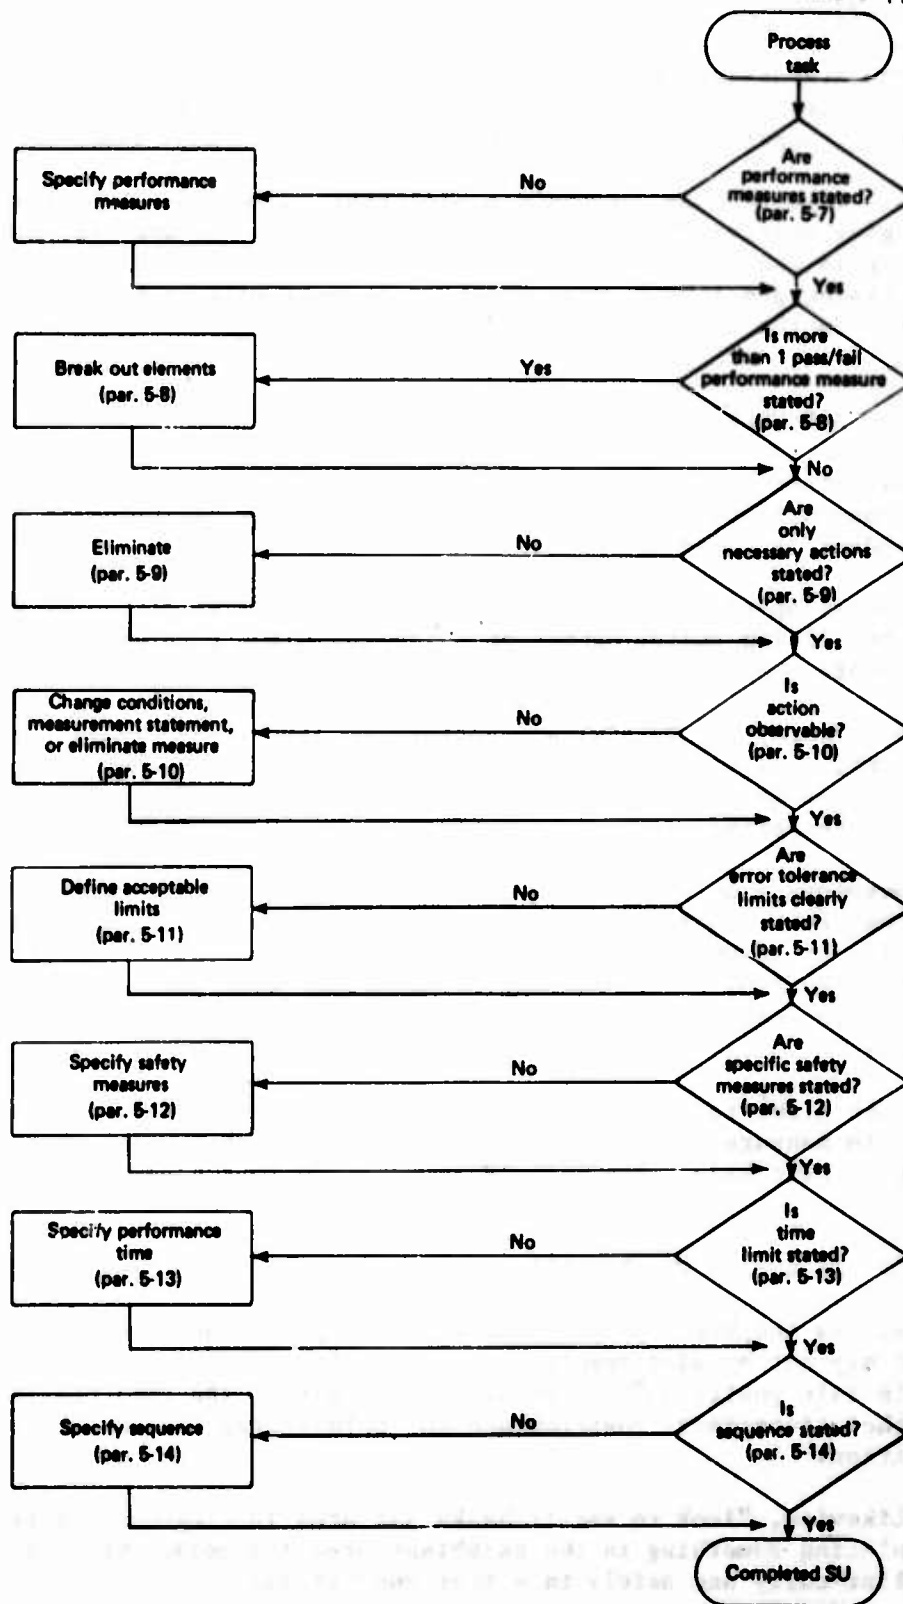 Process
task
Are
performance
measures stated?
(par. 5-7)
No
Specify performance
measures
Yes
Is more
than 1 pass/fail
performance measure
stated?
(par. 5-8)
Yes
Break out elements
(par. 5-8)
No
Are
only
necessary actions
stated?
(par. 5-9)
No
Eliminate
(par. 5-9)
Yes
Is
action
observable?
(par. 5-10)
No
Change conditions,
measurement statement,
or eliminate measure
(par. 5-10)
Yes
Are
error tolerance
limits clearly
stated?
(par. 5-11)
No
Define acceptable
limits
(par. 5-11)
Yes
Are
specific safety
measures stated?
(par. 5-12)
No
Specify safety
measures
(par. 5-12)
Yes
Is
time
limit stated?
(par. 5-13)
No
Specify performance
time
(par. 5-13)
Yes
Is
sequence stated?
(par. 5-14)
No
Specify sequence
(par. 5-14)
Yes
Completed SU